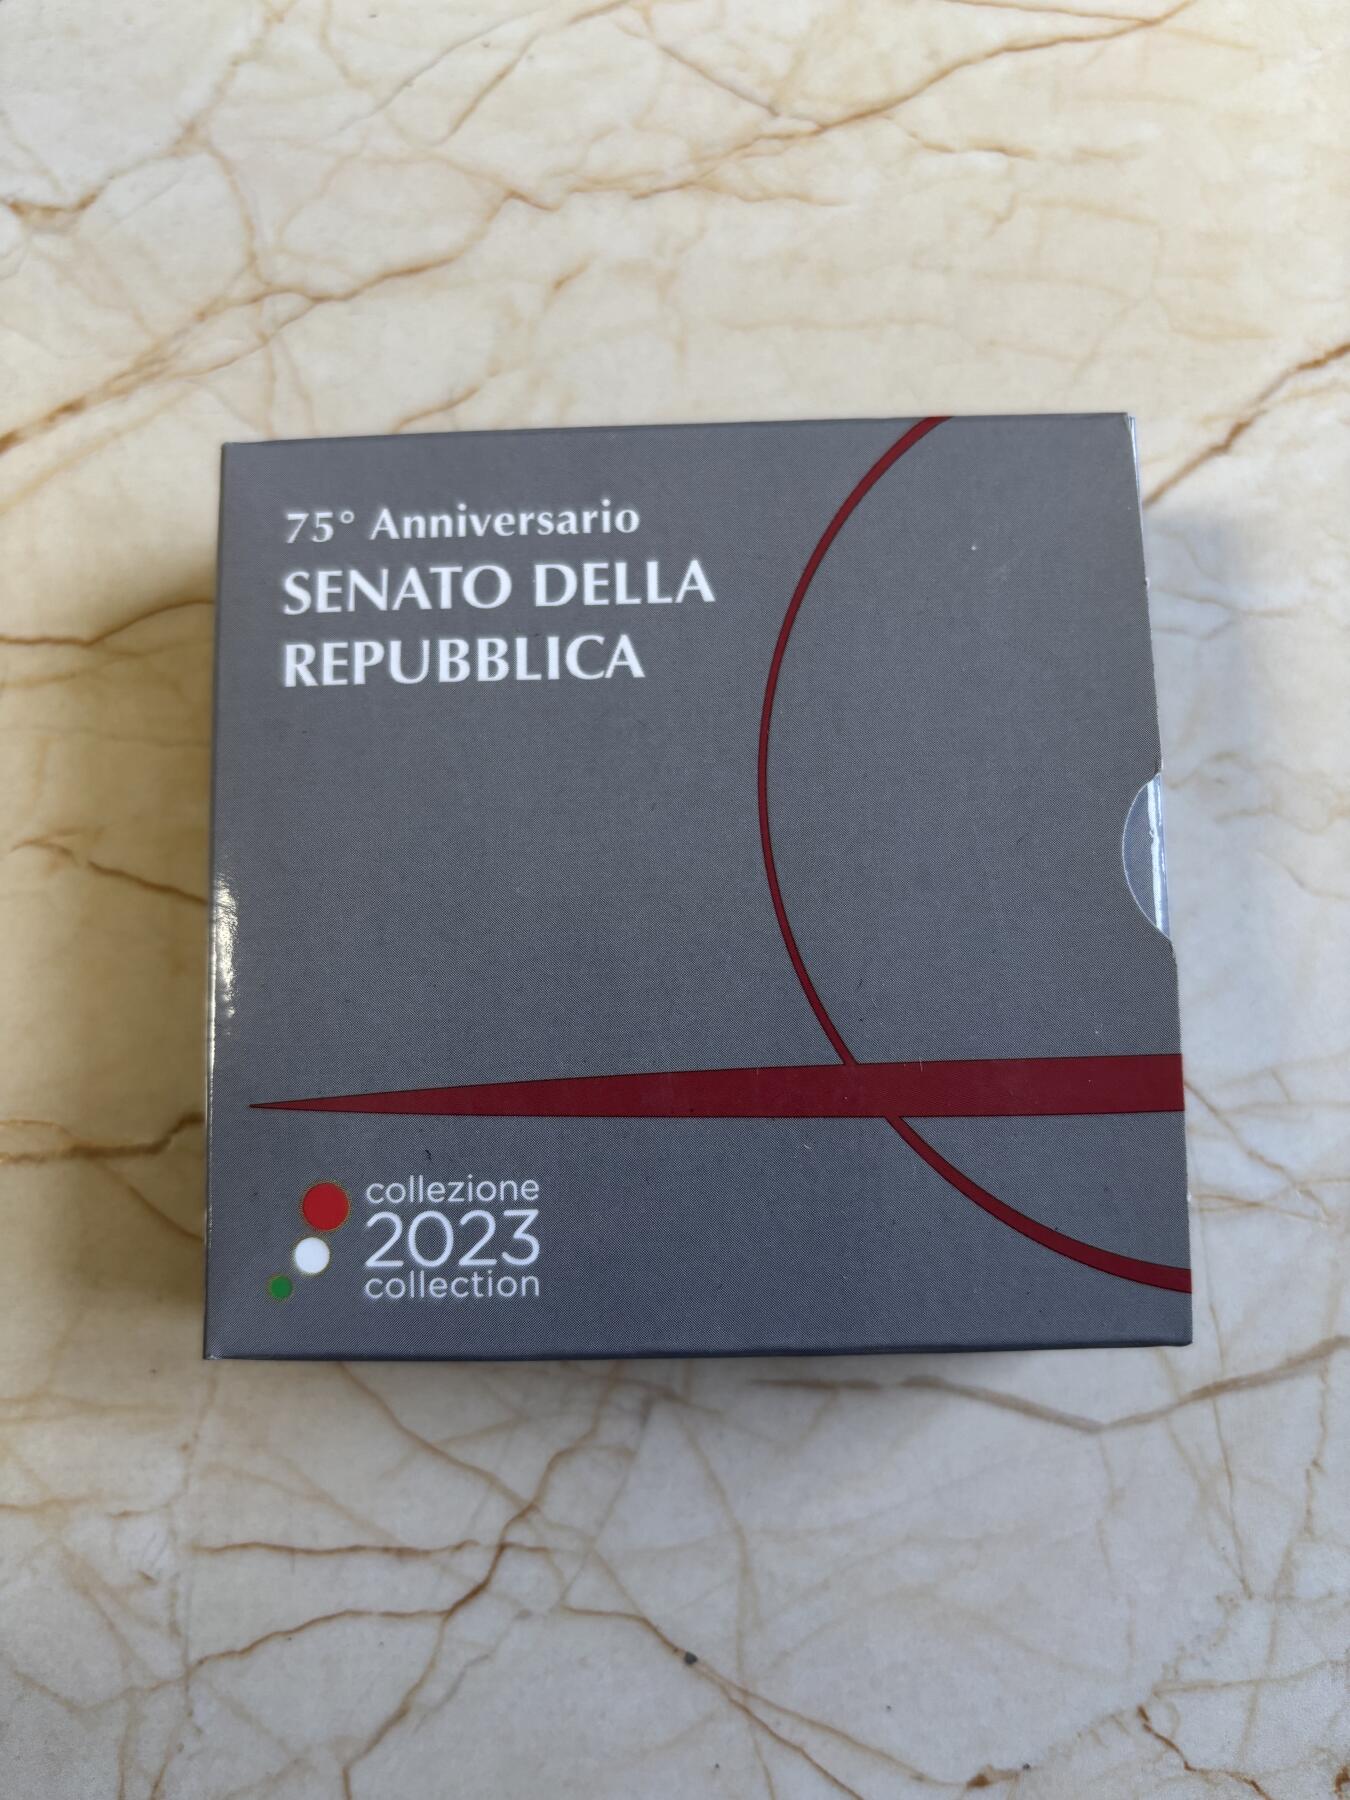 75° Anniversario
SENATO DELLA
REPUBBLICA
collezione
2023
collection